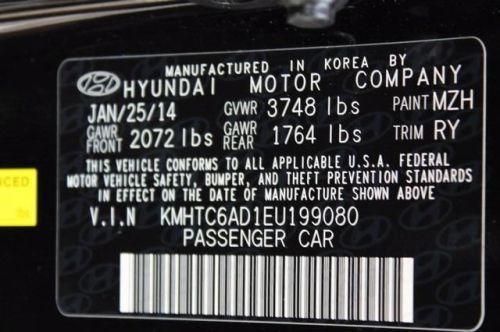 MANUFACTURED IN KOREA BY
HYUNDAI MOTOR COMPANY
JAN/25/14 GVWR 3748 lbs PAINT MZH
GAWR FRONT 2072 lbs GAWR REAR 1764 lbs TRIM RY
THIS VEHICLE CONFORMS TO ALL APPLICABLE U.S.A. FEDERAL
MOTOR VEHICLE SAFETY, BUMPER, AND THEFT PREVENTION STANDARDS
IN EFFECT ON THE DATE OF MANUFACTURE SHOWN ABOVE
V.I.N KMHTC6AD1EU199080
PASSENGER CAR